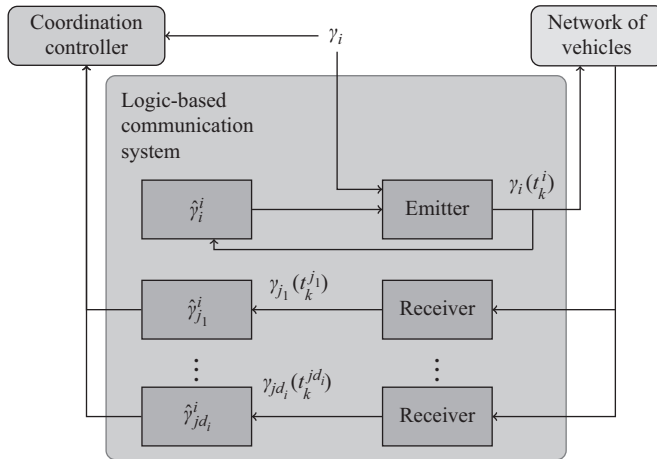 Coordination
controller
γ_i
Network of
vehicles
Logic-based
communication
system
γ̂_i^i
Emitter
γ_i(t_k^i)
γ̂_{j_1}^i
γ_{j_1}(t_k^{j_1})
Receiver
⋮
⋮
γ̂_{jd_i}^i
γ_{jd_i}(t_k^{jd_i})
Receiver